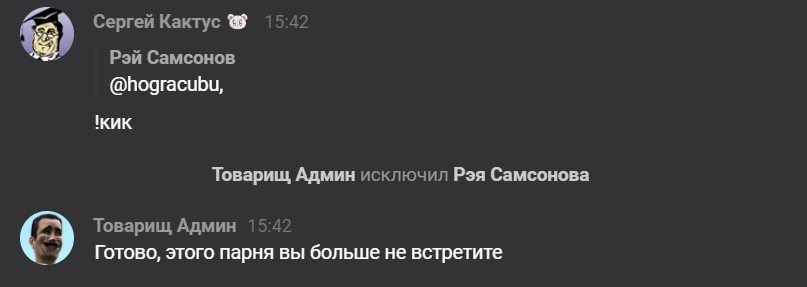 Сергей Кактус 15:42
Рэй Самсонов
@hogracubu,
!кик
Товарищ Админ исключил Рэя Самсонова
Товарищ Админ 15:42
Готово, этого парня вы больше не встретите